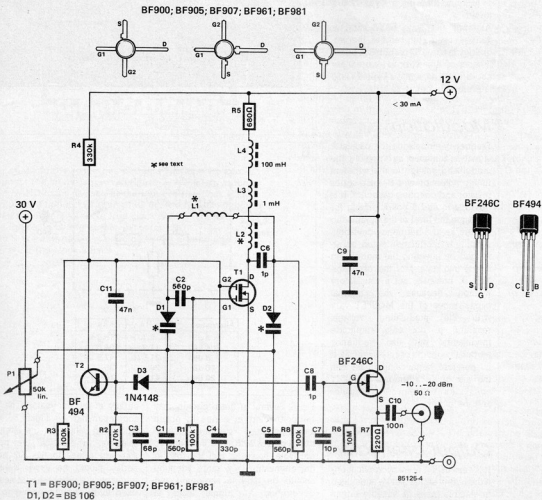 BF900; BF905; BF907; BF961; BF981
G2 G2 S
S
G1 D G1 D G1 D
G2 S S
12 V
< 30 mA
R5
680Ω
R4
330k
L4
100 mH
* see text
L3
1 mH
30 V
*
L1
L2
*
BF246C BF494
C6
1p
C9
47n
S D
G
C B
E
C2
560p
T1
D
G2
G1
S
C11
47n
D1
*
D2
*
P1
50k
lin.
T2
BF
494
D3
1N4148
C8
1p
BF246C
D
G
S
–10 . . –20 dBm
50 Ω
C10
100n
R3
100k
R2
470k
C3
68p
C1
560p
R1
100k
C4
330p
C5
560p
R8
100k
C7
10p
R6
10M
R7
220Ω
0
85125-4
T1 = BF900; BF905; BF907; BF961; BF981
D1, D2 = BB 106